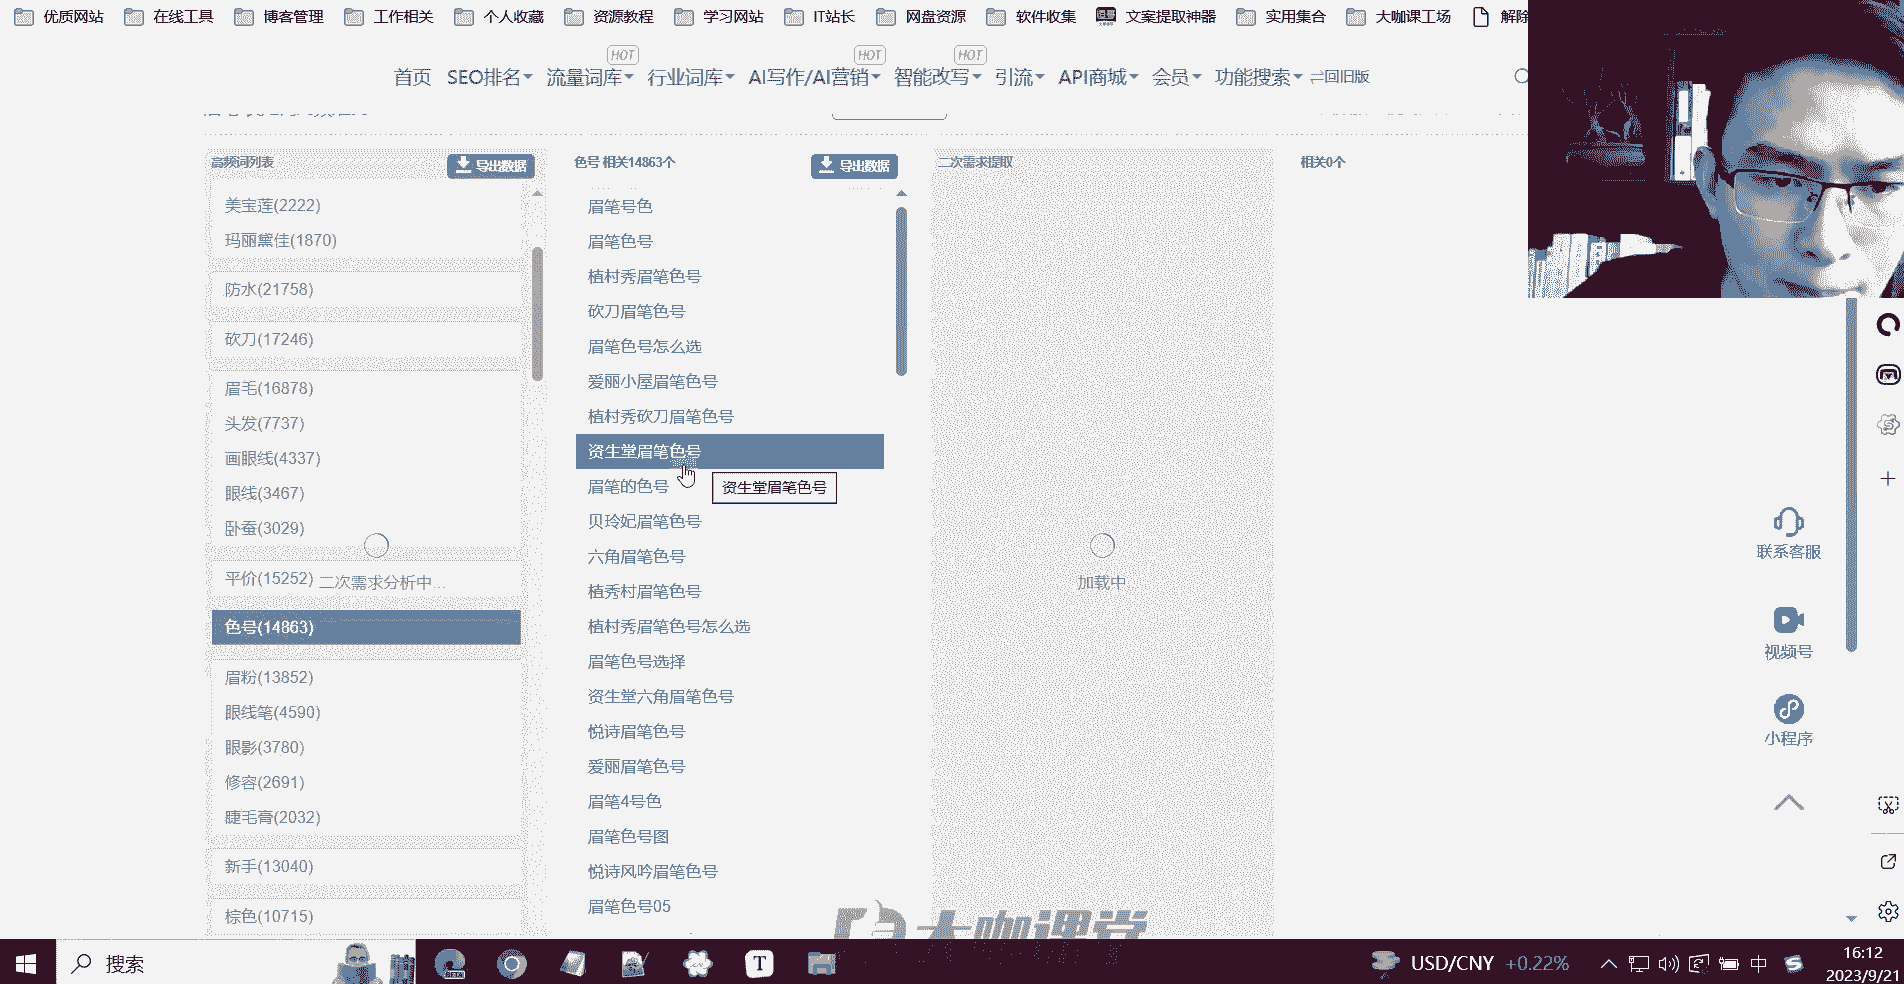 优质网站 在线工具 博客管理 工作相关 个人收藏 资源教程 学习网站 IT站长 网盘资源 软件收集 文案提取神器 实用集合 大咖课工场 解除
HOT HOT HOT
首页 SEO排名 流量词库 行业词库 AI写作/AI营销 智能改写 引流 API商城 会员 功能搜索 回旧版
高频词列表 导出数据
美宝莲(2222)
玛丽黛佳(1870)
防水(21758)
砍刀(17246)
眉毛(16878)
头发(7737)
画眼线(4337)
眼线(3467)
卧蚕(3029)
平价(15252) 二次需求分析中...
色号(14863)
眉粉(13852)
眼线笔(4590)
眼影(3780)
修容(2691)
睫毛膏(2032)
新手(13040)
棕色(10715)
色号 相关14863个 导出数据
眉笔号色
眉笔色号
植村秀眉笔色号
砍刀眉笔色号
眉笔色号怎么选
爱丽小屋眉笔色号
植村秀砍刀眉笔色号
资生堂眉笔色号
眉笔的色号
资生堂眉笔色号
贝玲妃眉笔色号
六角眉笔色号
植秀村眉笔色号
植村秀眉笔色号怎么选
眉笔色号选择
资生堂六角眉笔色号
悦诗眉笔色号
爱丽眉笔色号
眉笔4号色
眉笔色号图
悦诗风吟眉笔色号
眉笔色号05
二次需求提取
加载中
相关0个
联系客服
视频号
小程序
大咖课堂
搜索
BETA
T
USD/CNY +0.22%
中
16:12
2023/9/21